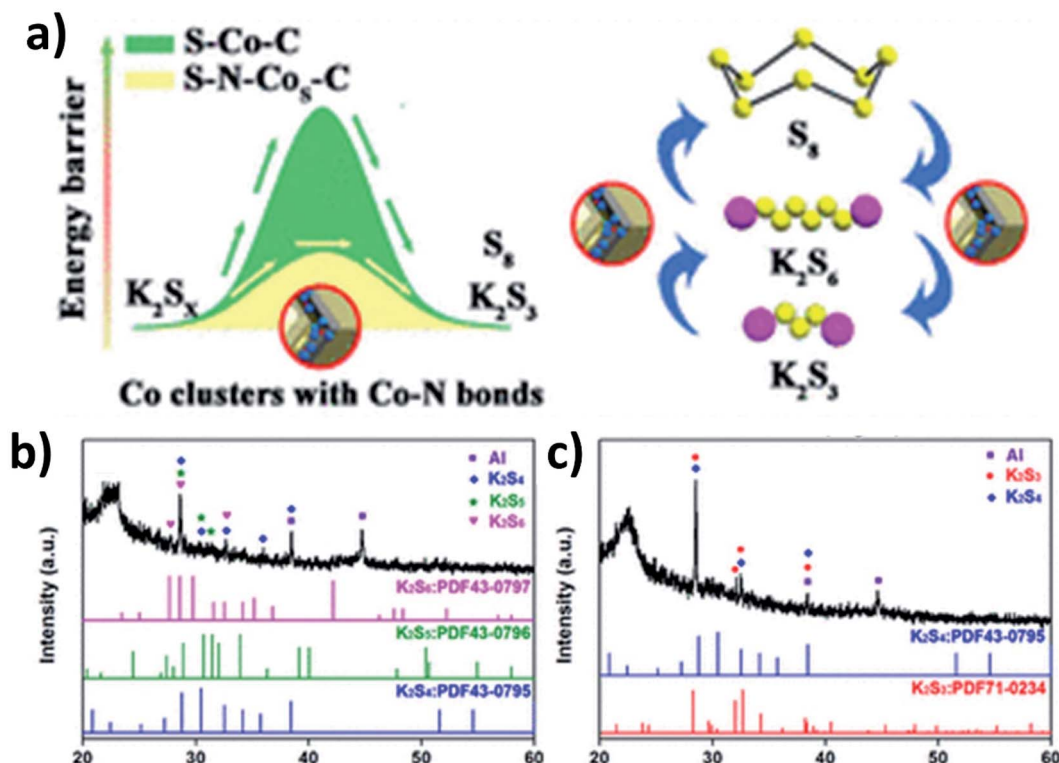 a)
S-Co-C
S-N-Coₛ-C
Energy barrier
K₂Sₓ
S₈
K₂S₃
Co clusters with Co-N bonds
S₈
K₂S₆
K₂S₃
b)
Al
K₂S₄
K₂S₅
K₂S₆
K₂S₆:PDF43-0797
K₂S₅:PDF43-0796
K₂S₄:PDF43-0795
Intensity (a.u.)
20 30 40 50 60
c)
K₂S₃
K₂S₄
Al
K₂S₄:PDF43-0795
K₂S₃:PDF71-0234
Intensity (a.u.)
20 30 40 50 60